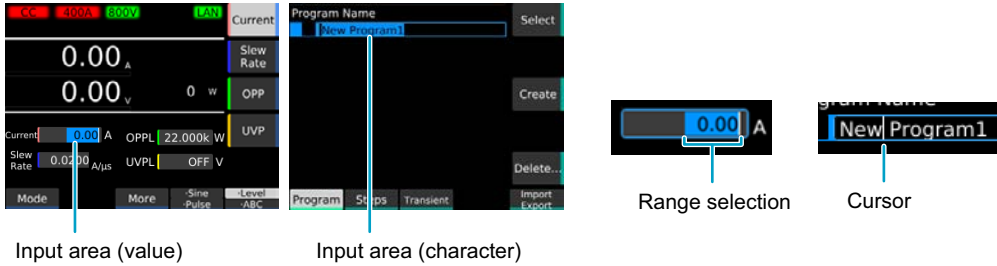 CC 400A 800V LAN
Current
0.00 A
Slew
Rate
0.00 V
0 W
OPP
Current 0.00 A
OPPL 22.000k W
UVP
Slew
Rate 0.0200 A/µs
UVPL OFF V
Mode
More
-Sine
-Pulse
-Level
-ABC
Input area (value)
Program Name
New Program1
Select
Create
Delete...
Program Steps Transient
Import
Export
Input area (character)
0.00 A
Range selection
gram Name
New Program1
Cursor